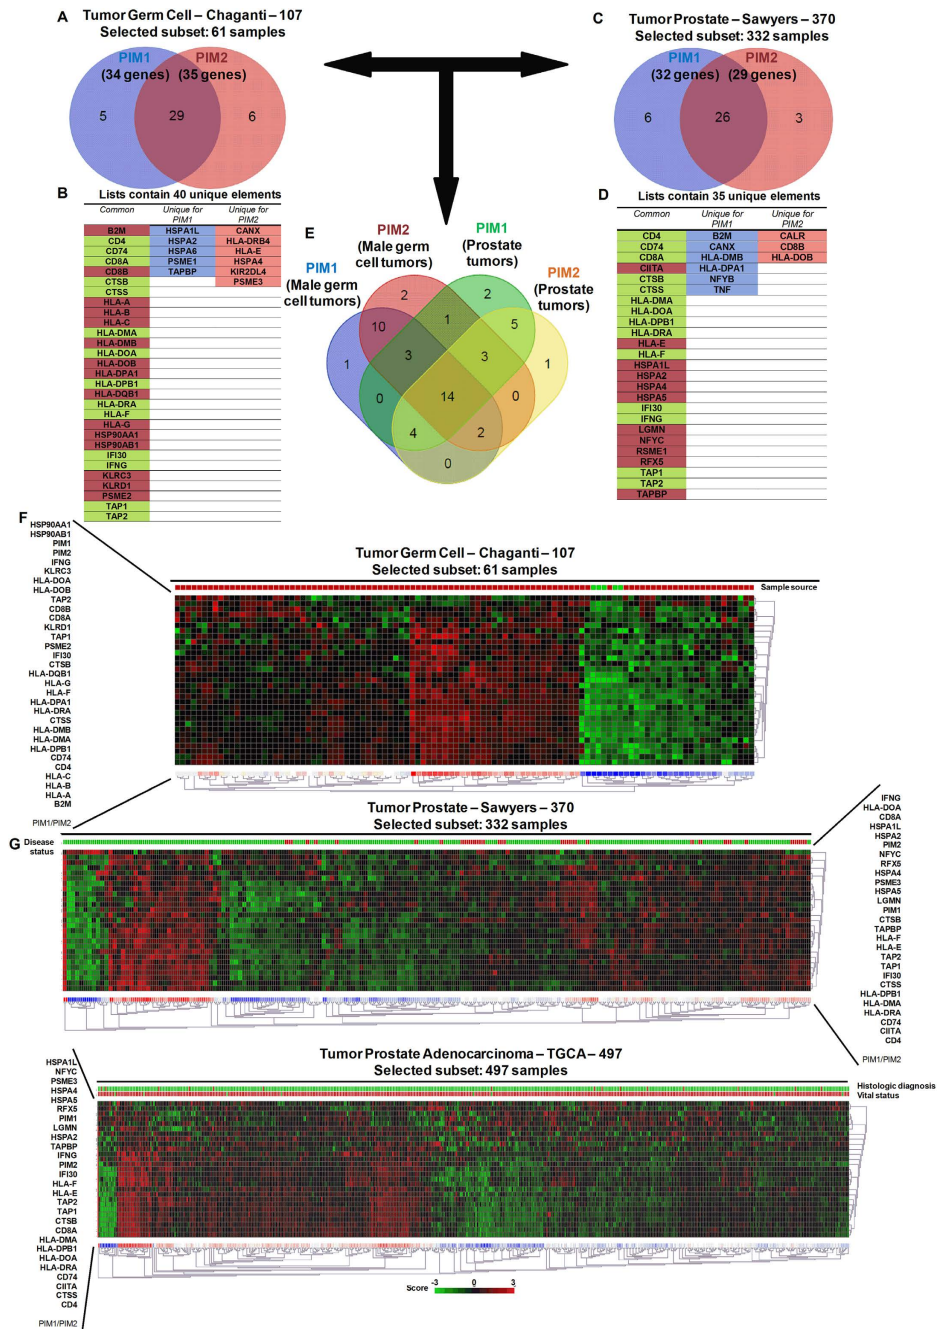 A
Tumor Germ Cell – Chaganti – 107
Selected subset: 61 samples
PIM1
(34 genes)
PIM2
(35 genes)
5
29
6
B
Lists contain 40 unique elements
Common
Unique for PIM1
Unique for PIM2
B2M HSPA1L CANX
CD4 HSPA2 HLA-DRB4
CD74 HSPA6 HLA-E
CD8A PSME1 HSPA4
CD8B TAPBP KIR2DL4
CTSB PSME3
CTSS
HLA-A
HLA-B
HLA-C
HLA-DMA
HLA-DMB
HLA-DOA
HLA-DOB
HLA-DPA1
HLA-DPB1
HLA-DQB1
HLA-DRA
HLA-F
HLA-G
HSP90AA1
HSP90AB1
IFI30
IFNG
KLRC3
KLRD1
PSME2
TAP1
TAP2
C
Tumor Prostate – Sawyers – 370
Selected subset: 332 samples
PIM1
(32 genes)
PIM2
(29 genes)
6
26
3
D
Lists contain 35 unique elements
Common
Unique for PIM1
Unique for PIM2
CD4 B2M CALR
CD74 CANX CD8B
CD8A HLA-DMB HLA-DOB
CIITA HLA-DPA1
CTSB NFYB
CTSS TNF
HLA-DMA
HLA-DOA
HLA-DPB1
HLA-DRA
HLA-E
HLA-F
HSPA1L
HSPA2
HSPA4
HSPA5
IFI30
IFNG
LGMN
NFYC
RSME1
RFX5
TAP1
TAP2
TAPBP
E
PIM1
(Male germ
cell tumors)
PIM2
(Male germ
cell tumors)
PIM1
(Prostate
tumors)
PIM2
(Prostate
tumors)
2
2
10
1
5
1
3
3
1
0
14
0
4
2
0
F
HSP90AA1
HSP90AB1
PIM1
PIM2
IFNG
KLRC3
HLA-DOA
HLA-DOB
TAP2
CD8B
CD8A
KLRD1
TAP1
PSME2
IFI30
CTSB
HLA-DQB1
HLA-G
HLA-F
HLA-DPA1
HLA-DRA
CTSS
HLA-DMB
HLA-DMA
HLA-DPB1
CD74
CD4
HLA-C
HLA-B
HLA-A
B2M
PIM1/PIM2
Tumor Germ Cell – Chaganti – 107
Selected subset: 61 samples
Sample source
G
Tumor Prostate – Sawyers – 370
Selected subset: 332 samples
Disease
status
IFNG
HLA-DOA
CD8A
HSPA1L
HSPA2
PIM2
NFYC
RFX5
HSPA4
PSME3
HSPA5
LGMN
PIM1
CTSB
TAPBP
HLA-F
HLA-E
TAP2
TAP1
IFI30
CTSS
HLA-DPB1
HLA-DMA
HLA-DRA
CD74
CIITA
CD4
PIM1/PIM2
Tumor Prostate Adenocarcinoma – TGCA – 497
Selected subset: 497 samples
Histologic diagnosis
Vital status
HSPA1L
NFYC
PSME3
HSPA4
HSPA5
RFX5
PIM1
LGMN
HSPA2
TAPBP
IFNG
PIM2
IFI30
HLA-F
HLA-E
TAP2
TAP1
CTSB
CD8A
HLA-DMA
HLA-DPB1
HLA-DOA
HLA-DRA
CD74
CIITA
CTSS
CD4
PIM1/PIM2
Score
-3 0 3